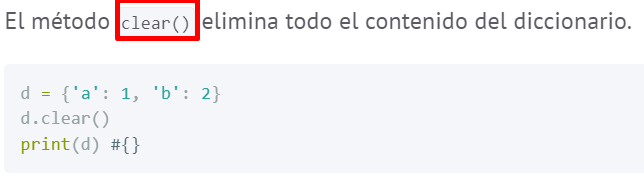 El método clear() elimina todo el contenido del diccionario.
d = {'a': 1, 'b': 2}
d.clear()
print(d) #{}